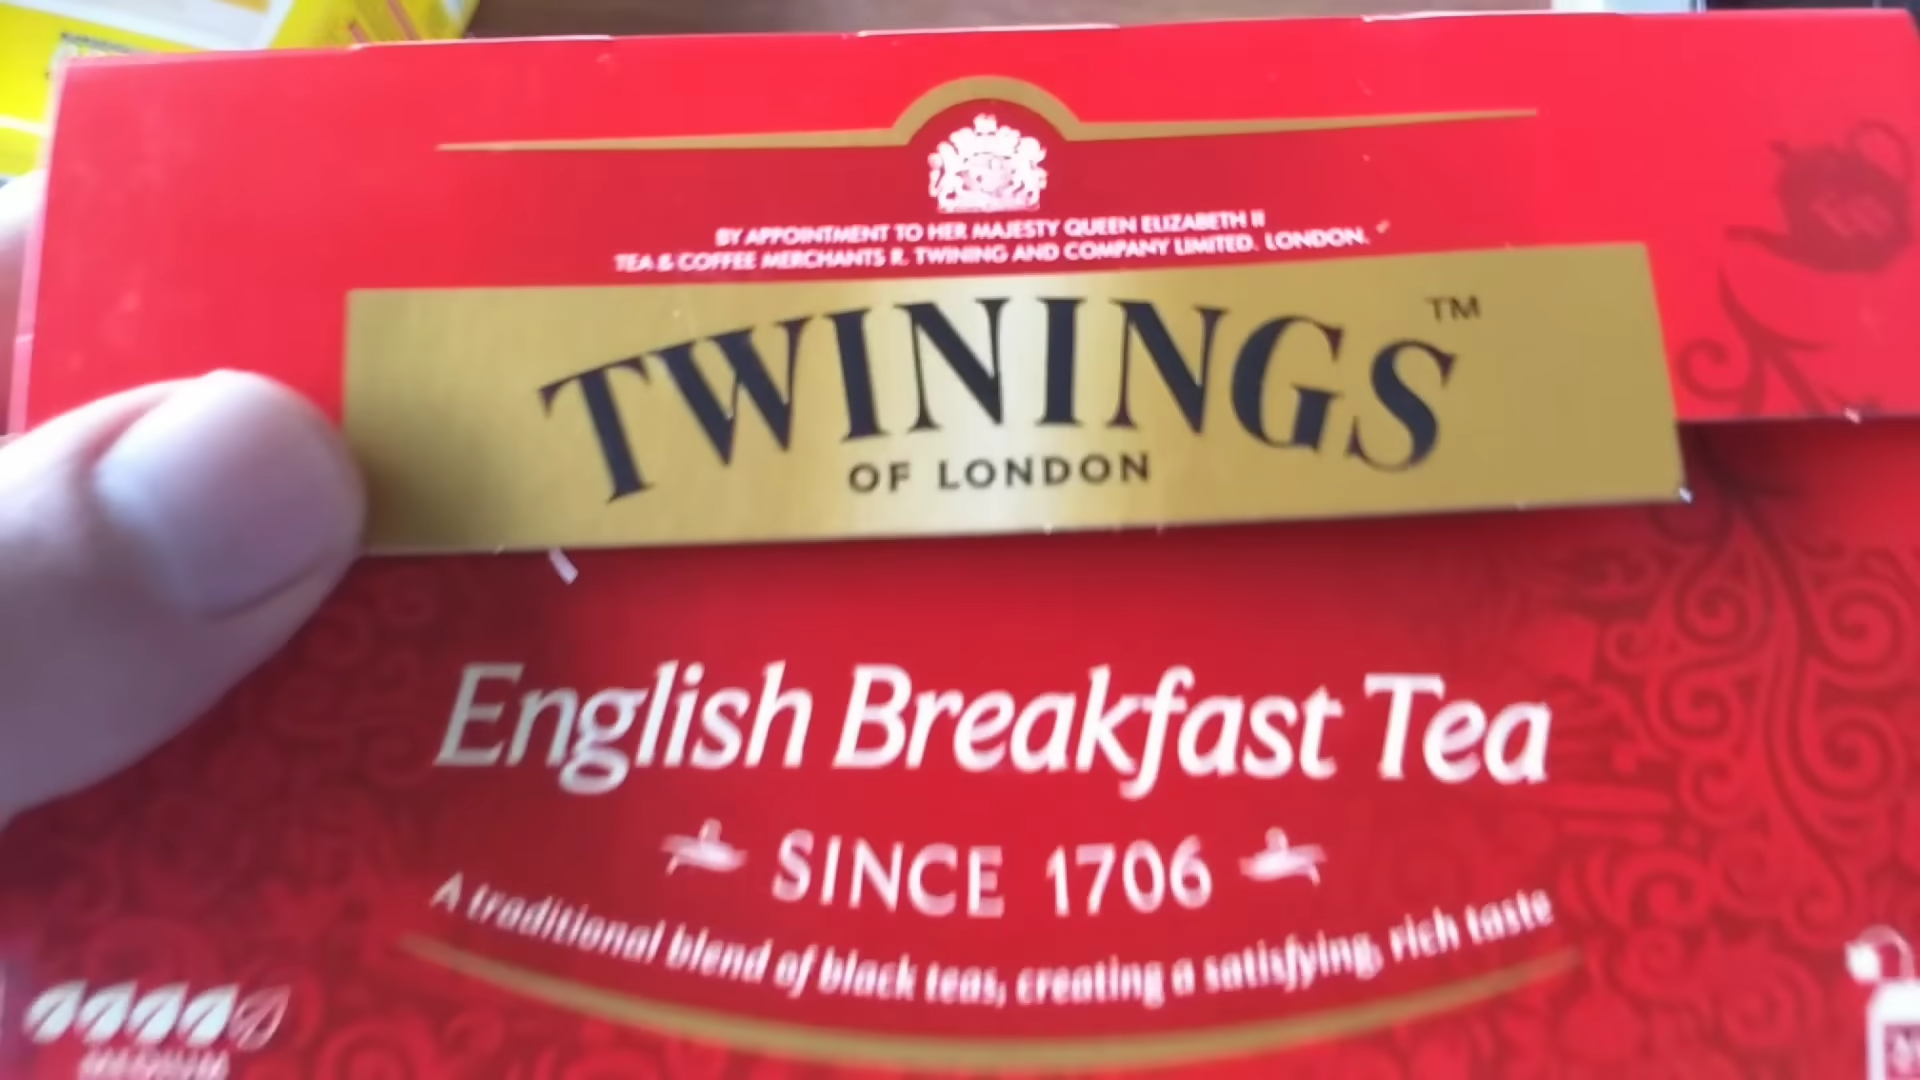 BY APPOINTMENT TO HER MAJESTY QUEEN ELIZABETH II
TEA & COFFEE MERCHANTS R. TWINING AND COMPANY LIMITED. LONDON.
TWININGS™
OF LONDON
English Breakfast Tea
SINCE 1706
A traditional blend of black teas, creating a satisfying, rich taste